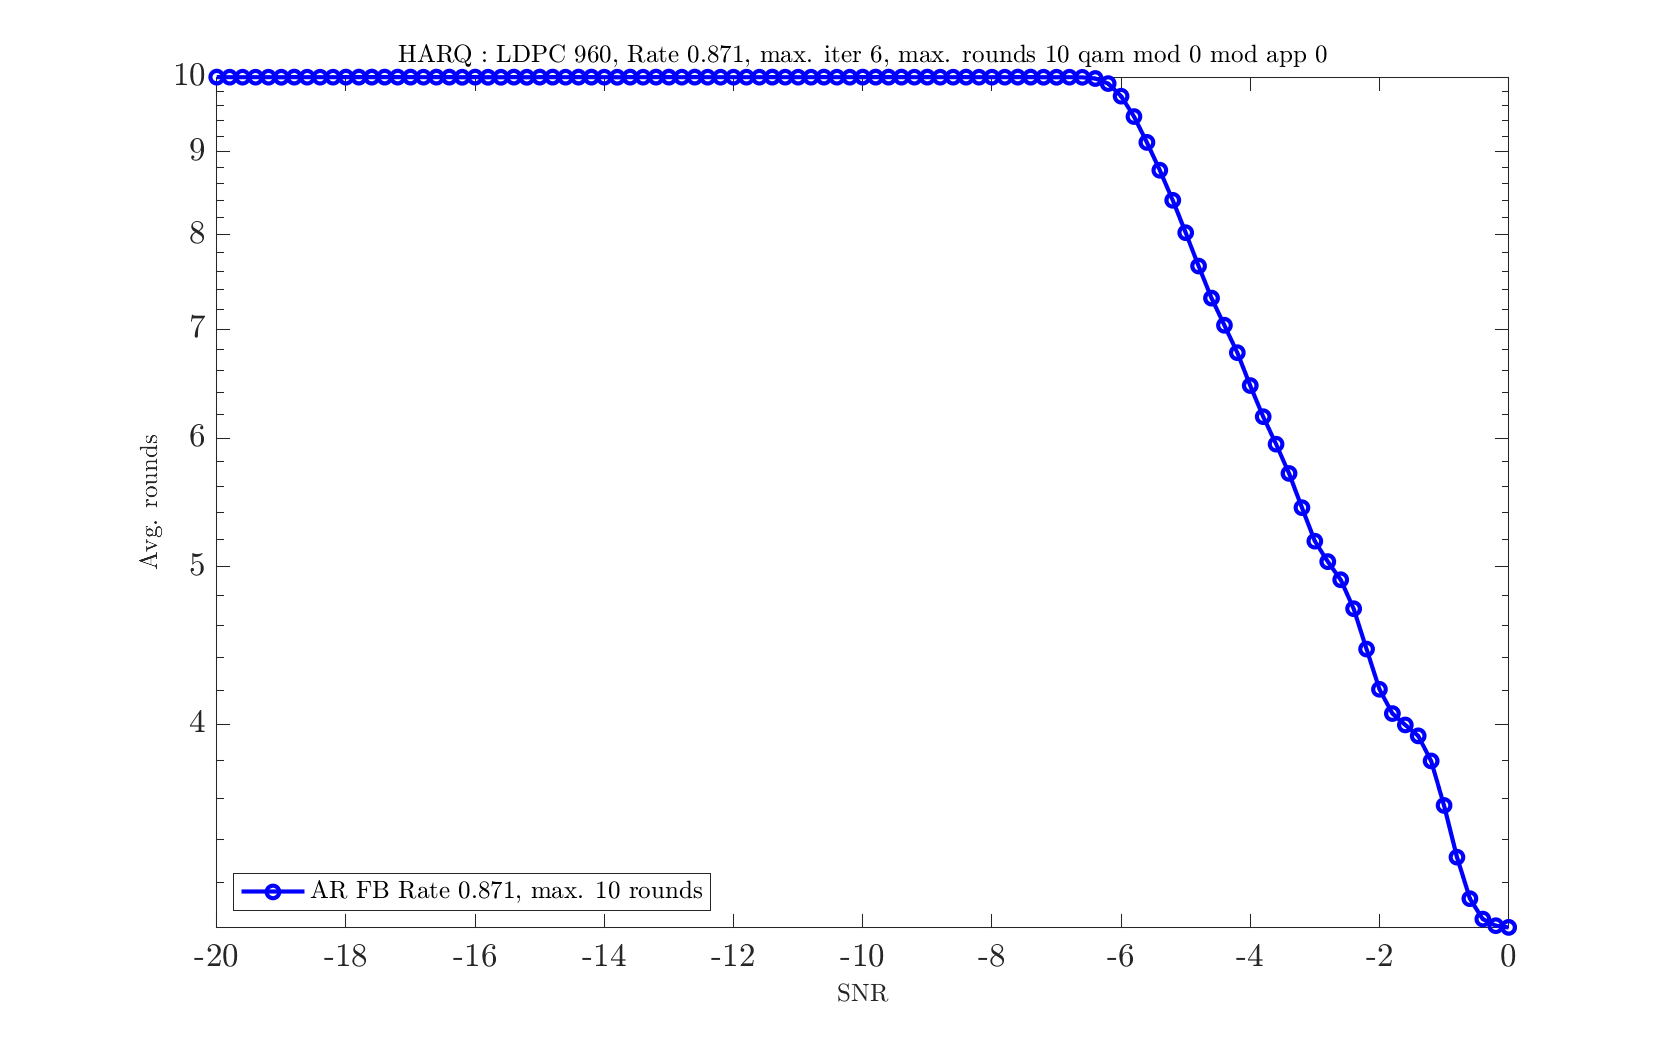 HARQ : LDPC 960, Rate 0.871, max. iter 6, max. rounds 10 qam mod 0 mod app 0
10
9
8
7
6
5
4
Avg. rounds
AR FB Rate 0.871, max. 10 rounds
-20 -18 -16 -14 -12 -10 -8 -6 -4 -2 0
SNR